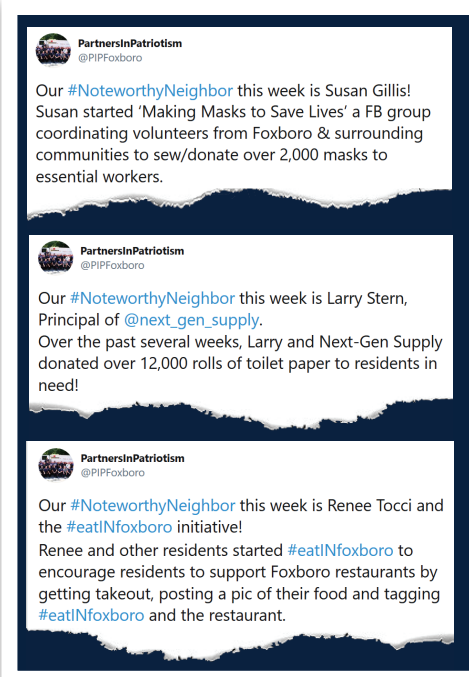 PartnersInPatriotism
@PIPFoxboro
Our #NoteworthyNeighbor this week is Susan Gillis!
Susan started ‘Making Masks to Save Lives’ a FB group
coordinating volunteers from Foxboro & surrounding
communities to sew/donate over 2,000 masks to
essential workers.
PartnersInPatriotism
@PIPFoxboro
Our #NoteworthyNeighbor this week is Larry Stern,
Principal of @next_gen_supply.
Over the past several weeks, Larry and Next-Gen Supply
donated over 12,000 rolls of toilet paper to residents in
need!
PartnersInPatriotism
@PIPFoxboro
Our #NoteworthyNeighbor this week is Renee Tocci and
the #eatINfoxboro initiative!
Renee and other residents started #eatINfoxboro to
encourage residents to support Foxboro restaurants by
getting takeout, posting a pic of their food and tagging
#eatINfoxboro and the restaurant.